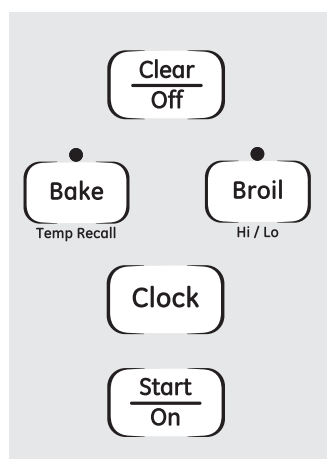 Clear
Off
Bake
Broil
Temp Recall
Hi / Lo
Clock
Start
On